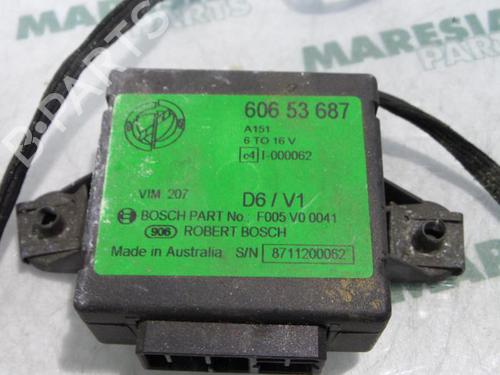 MARESIA
PARTS
B-Parts
606 53 687
A151
6 TO 16 V
e4 I-000062
VIM 207 D6 / V1
BOSCH PART No.: F005 V0 0041
906 ROBERT BOSCH
Made in Australia S/N 8711200062